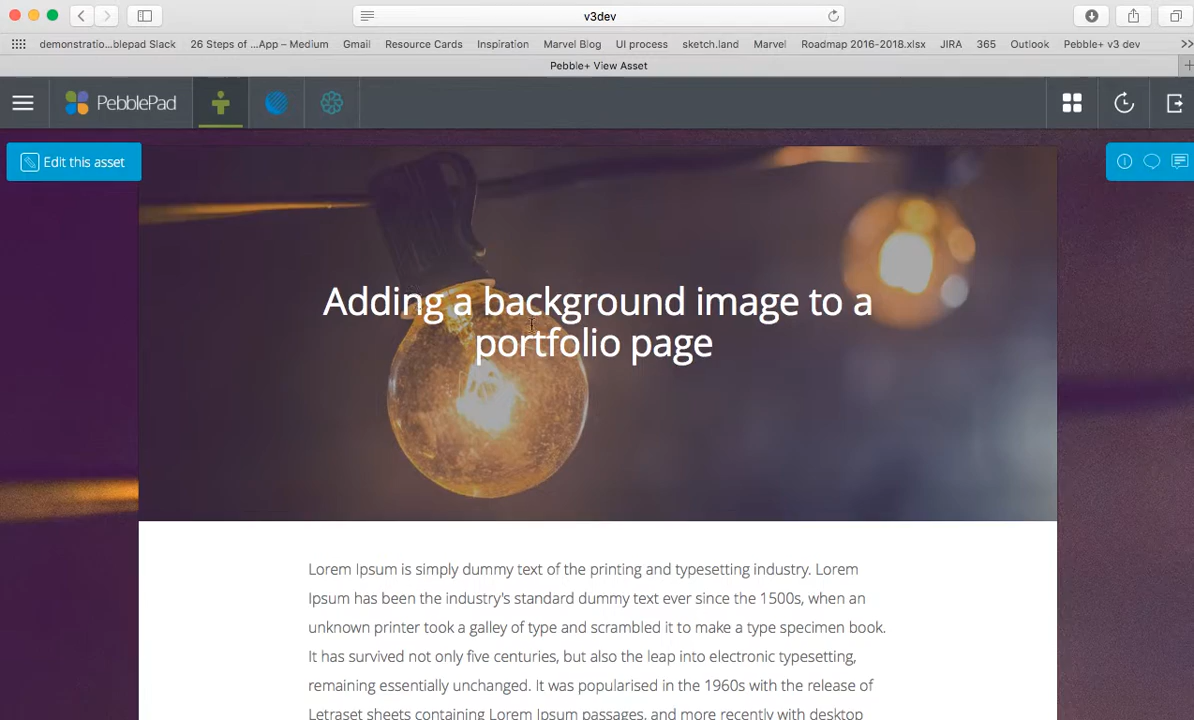 v3dev
demonstratio...blepad Slack 26 Steps of ...App – Medium Gmail Resource Cards Inspiration Marvel Blog UI process sketch.land Marvel Roadmap 2016-2018.xlsx JIRA 365 Outlook Pebble+ v3 dev
Pebble+ View Asset
PebblePad
Edit this asset
Adding a background image to a
portfolio page
Lorem Ipsum is simply dummy text of the printing and typesetting industry. Lorem
Ipsum has been the industry's standard dummy text ever since the 1500s, when an
unknown printer took a galley of type and scrambled it to make a type specimen book.
It has survived not only five centuries, but also the leap into electronic typesetting,
remaining essentially unchanged. It was popularised in the 1960s with the release of
Letraset sheets containing Lorem Ipsum passages, and more recently with desktop